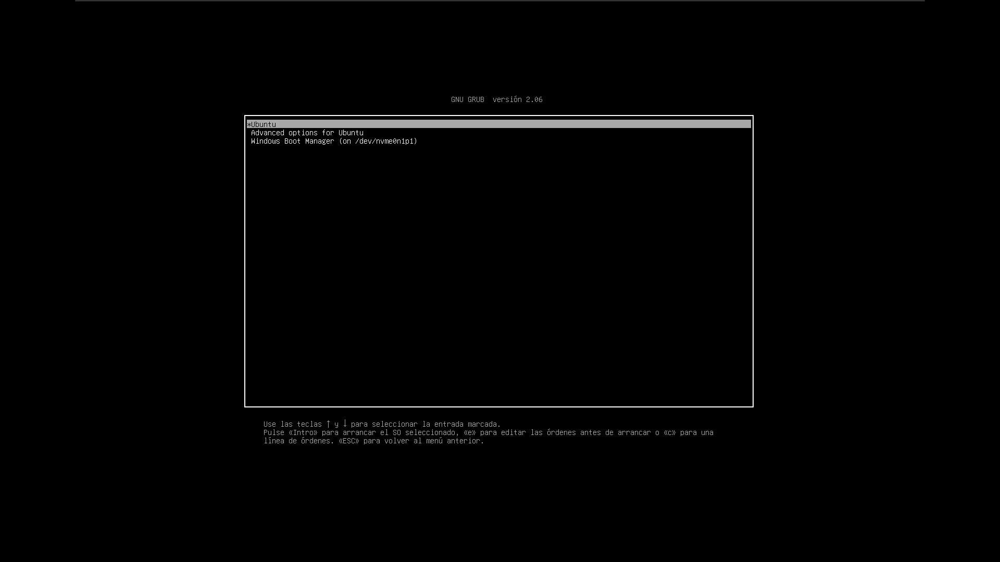 GNU GRUB  versión 2.06
*Ubuntu
Advanced options for Ubuntu
Windows Boot Manager (on /dev/nvme0n1p1)
Use las teclas ↑ y ↓ para seleccionar la entrada marcada.
Pulse «Intro» para arrancar el SO seleccionado, «e» para editar las órdenes antes de arrancar o «c» para una
línea de órdenes. «ESC» para volver al menú anterior.